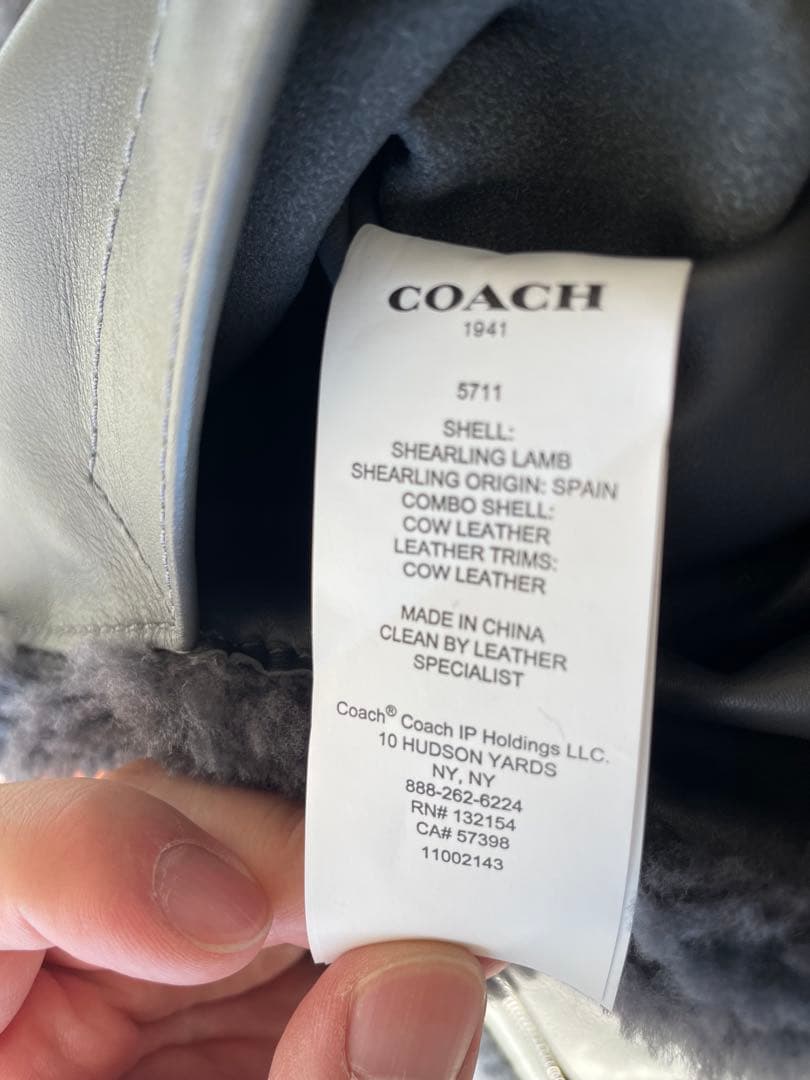 COACH
1941
5711
SHELL:
SHEARLING LAMB
SHEARLING ORIGIN: SPAIN
COMBO SHELL:
COW LEATHER
LEATHER TRIMS:
COW LEATHER
MADE IN CHINA
CLEAN BY LEATHER
SPECIALIST
Coach® Coach IP Holdings LLC.
10 HUDSON YARDS
NY, NY
888-262-6224
RN# 132154
CA# 57398
11002143